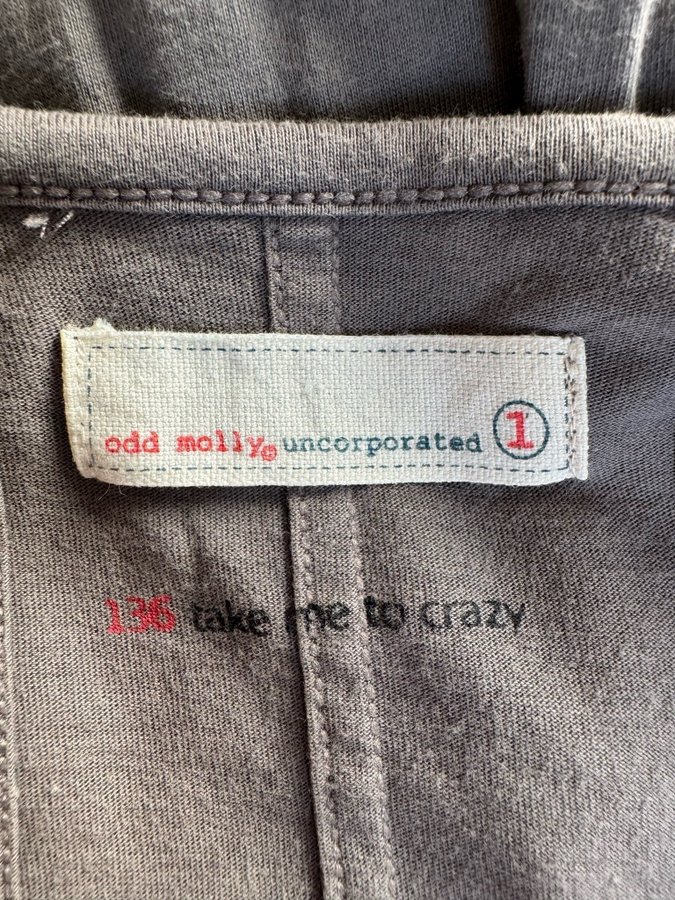 odd molly® uncorporated 1
136 take me to crazy